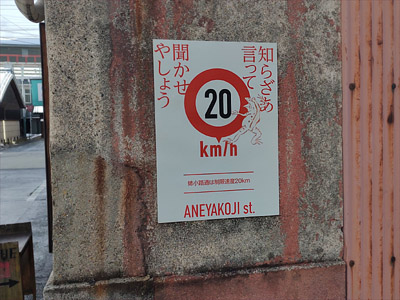 知らざあ
言って
聞かせ
やしょう
20
km/h
姉小路通は制限速度20km
ANEYAKOJI st.